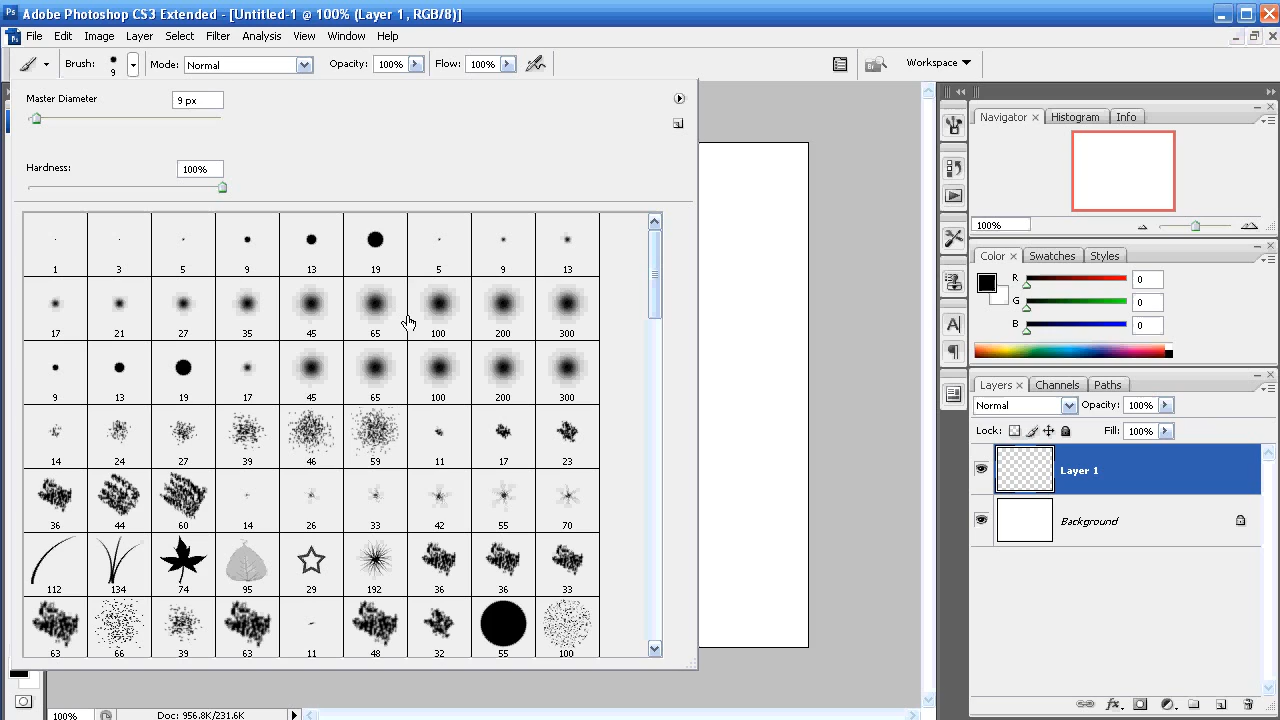 Adobe Photoshop CS3 Extended - [Untitled-1 @ 100% (Layer 1, RGB/8)]
File Edit Image Layer Select Filter Analysis View Window Help
Brush: 9 Mode: Normal Opacity: 100% Flow: 100% Workspace
Master Diameter 9 px
Hardness: 100%
1 3 5 9 13 19 5 9 13
17 21 27 35 45 65 100 200 300
9 13 19 17 45 65 100 200 300
14 24 27 39 46 59 11 17 23
36 44 60 14 26 33 42 55 70
112 134 74 95 29 192 36 36 33
63 66 39 63 11 48 32 55 100
100% Doc: 956
Navigator Histogram Info
100%
Color Swatches Styles
R 0
G 0
B 0
Layers Channels Paths
Normal Opacity: 100%
Lock: Fill: 100%
Layer 1
Background